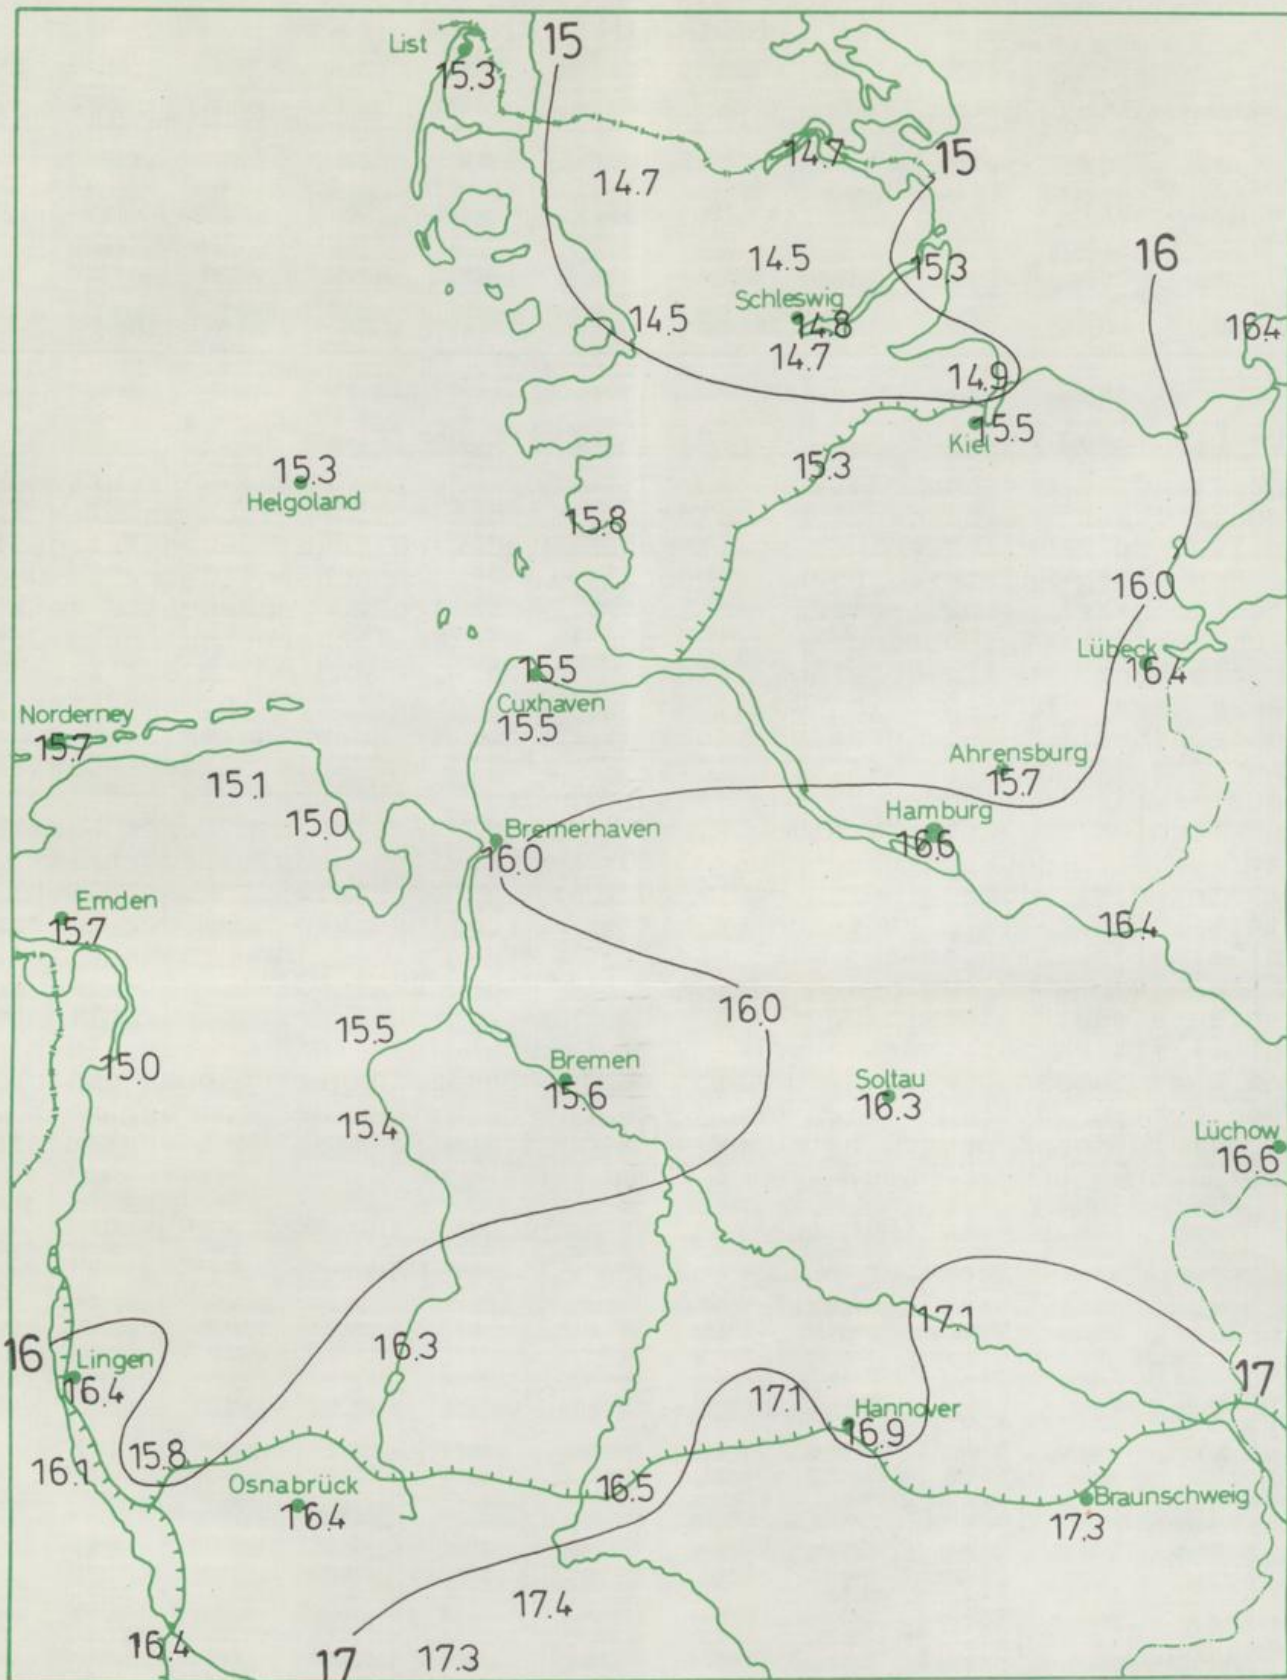 List
15
15.3
15
14.7
14.7
16
14.5
15.3
Schleswig
14.5
14.8
16.4
14.7
14.9
15.5
Kiel
15.3
15.3
Helgoland
15.8
16.0
Lübeck
16.4
155
Cuxhaven
15.5
Norderney
15.7
Ahrensburg
15.7
15.1
15.0
Hamburg
16.6
Bremerhaven
16.0
Emden
15.7
16.4
16.0
15.5
15.0
Bremen
15.6
Soltau
16.3
15.4
Lüchow
16.6
17.1
16
16.3
Lingen
16.4
17
17.1
Hannover
16.9
15.8
16.1
Osnabrück
16.4
16.5
Braunschweig
17.3
17.4
16.4
17
17.3